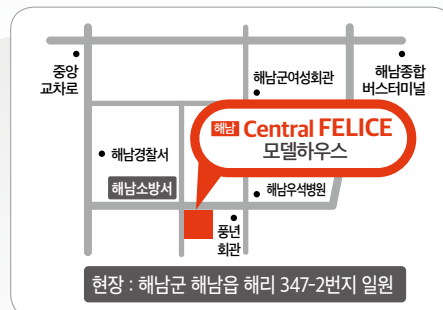 중앙
교차로
해남군여성회관
해남종합
버스터미널
해남 Central FELICE
모델하우스
해남경찰서
해남소방서
해남우석병원
풍년
회관
현장 : 해남군 해남읍 해리 347-2번지 일원